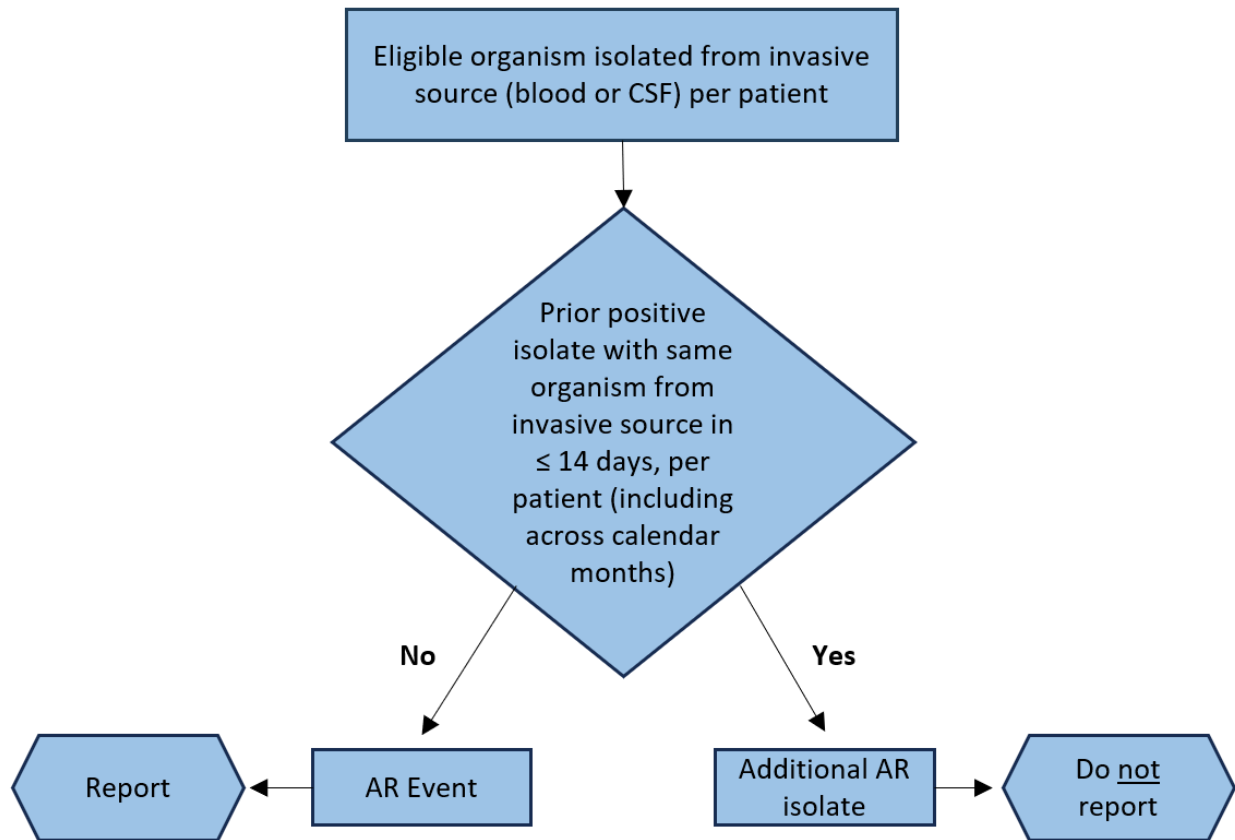 Eligible organism isolated from invasive
source (blood or CSF) per patient
Prior positive
isolate with same
organism from
invasive source in
≤ 14 days, per
patient (including
across calendar
months)
No
Yes
Report
AR Event
Additional AR
isolate
Do not
report